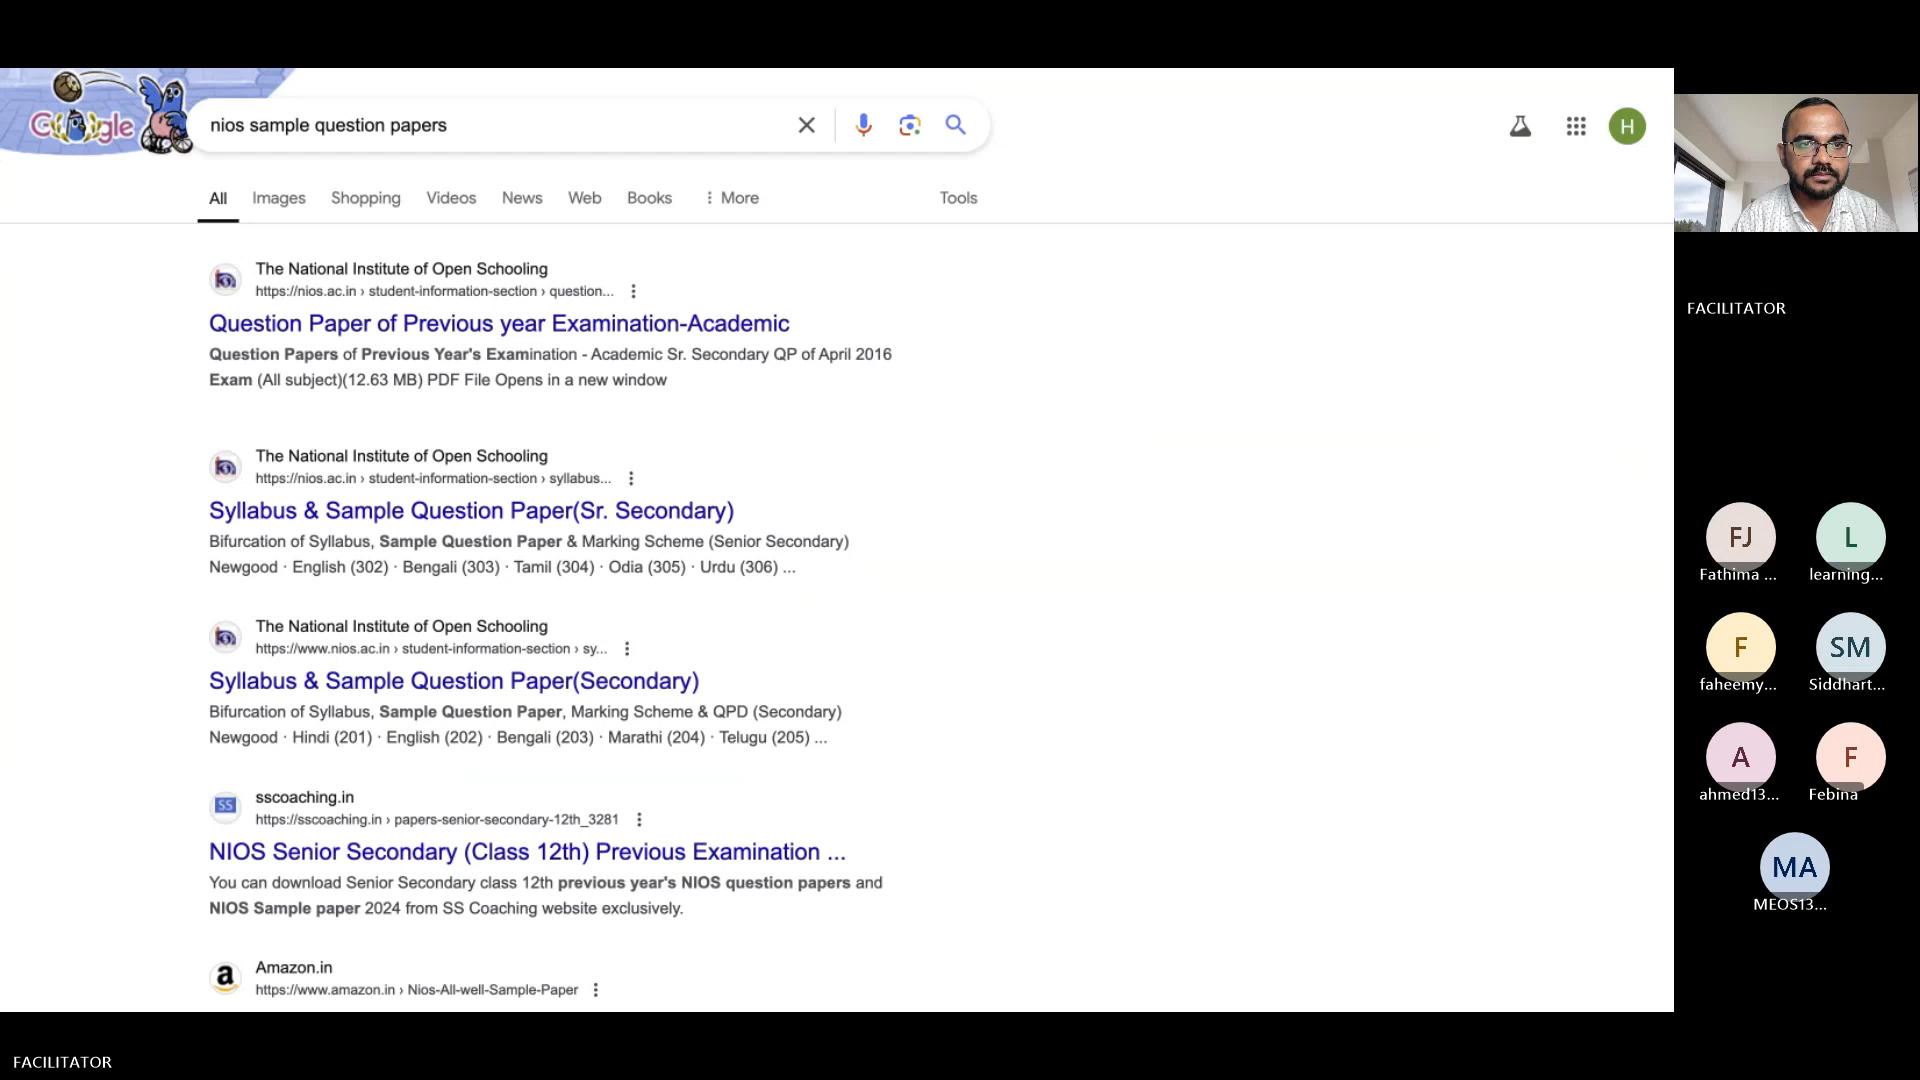 Google
nios sample question papers
H
All Images Shopping Videos News Web Books More Tools
The National Institute of Open Schooling
https://nios.ac.in › student-information-section › question...
Question Paper of Previous year Examination-Academic
Question Papers of Previous Year's Examination - Academic Sr. Secondary QP of April 2016
Exam (All subject)(12.63 MB) PDF File Opens in a new window
The National Institute of Open Schooling
https://nios.ac.in › student-information-section › syllabus...
Syllabus & Sample Question Paper(Sr. Secondary)
Bifurcation of Syllabus, Sample Question Paper & Marking Scheme (Senior Secondary)
Newgood · English (302) · Bengali (303) · Tamil (304) · Odia (305) · Urdu (306) ...
The National Institute of Open Schooling
https://www.nios.ac.in › student-information-section › sy...
Syllabus & Sample Question Paper(Secondary)
Bifurcation of Syllabus, Sample Question Paper, Marking Scheme & QPD (Secondary)
Newgood · Hindi (201) · English (202) · Bengali (203) · Marathi (204) · Telugu (205) ...
SS
sscoaching.in
https://sscoaching.in › papers-senior-secondary-12th_3281
NIOS Senior Secondary (Class 12th) Previous Examination ...
You can download Senior Secondary class 12th previous year's NIOS question papers and
NIOS Sample paper 2024 from SS Coaching website exclusively.
a
Amazon.in
https://www.amazon.in › Nios-All-well-Sample-Paper
FACILITATOR
FJ L
Fathima ... learning...
F SM
faheemy... Siddhart...
A F
ahmed13... Febina
MA
MEOS13...
FACILITATOR